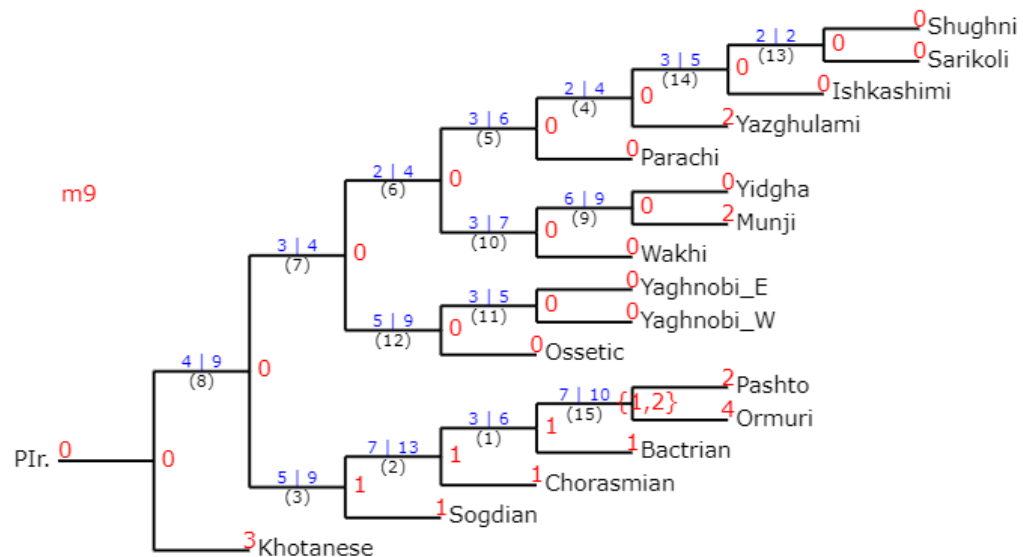 0 Shughni
2 | 2
(13)
0
0 Sarikoli
3 | 5
(14)
0
0 Ishkashimi
2 | 4
(4)
0
2 Yazghulami
3 | 6
(5)
0
0 Parachi
m9
2 | 4
(6)
0
0 Yidgha
6 | 9
(9)
0
2 Munji
3 | 7
(10)
0
0 Wakhi
3 | 4
(7)
0
0 Yaghnobi_E
3 | 5
(11)
0
0 Yaghnobi_W
5 | 9
(12)
0
0 Ossetic
4 | 9
(8)
0
2 Pashto
7 | 10
(15)
{1,2}
4 Ormuri
3 | 6
(1)
1
1 Bactrian
7 | 13
(2)
1
1 Chorasmian
5 | 9
(3)
1
1 Sogdian
PIr. 0
0
3 Khotanese